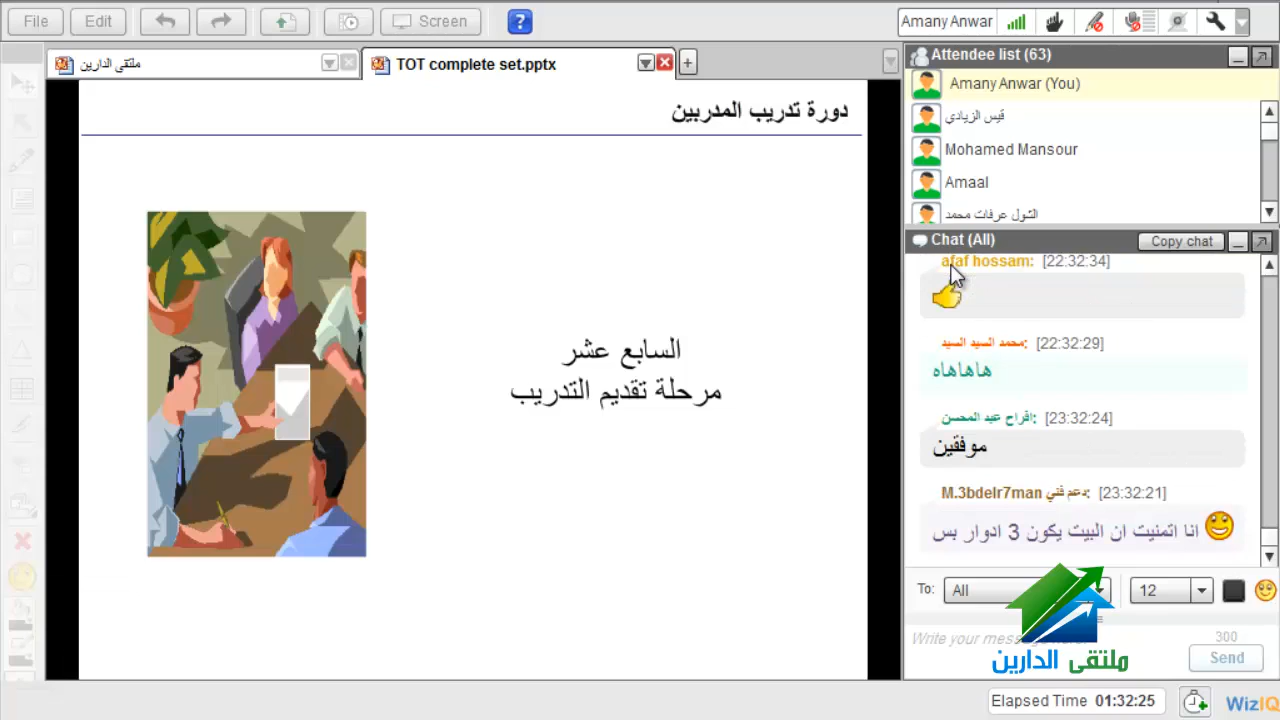 File
Edit
Screen
?
Amany Anwar
ملتقى الدارين
TOT complete set.pptx
+
دورة تدريب المدربين
السابع عشر
مرحلة تقديم التدريب
Attendee list (63)
Amany Anwar (You)
قيس الزيادي
Mohamed Mansour
Amaal
الشول عرفات محمد
Chat (All)
Copy chat
afaf hossam: [22:32:34]
محمد السيد السيد: [22:32:29]
هاهاهاه
افراح عبد المحسن: [23:32:24]
موفقين
M.3bdelr7man دعم فني: [23:32:21]
انا اتمنيت ان البيت يكون 3 ادوار بس
To:
All
12
Write your mess
300
Send
ملتقى الدارين
Elapsed Time 01:32:25
WizIQ